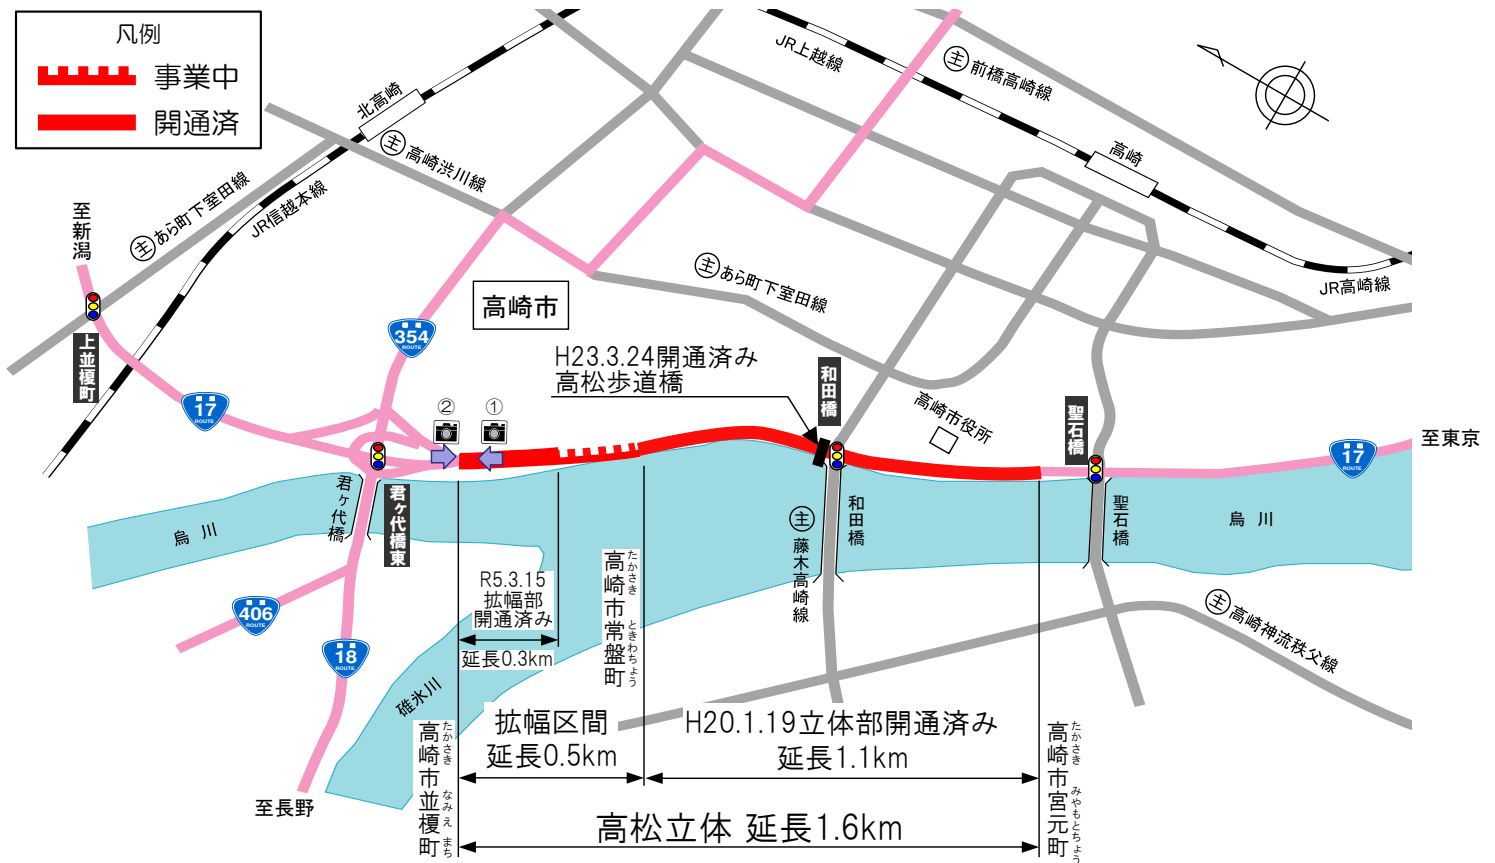 凡例
事業中
開通済
北高崎
主 高崎渋川線
主 あら町下室田線
JR信越本線
至新潟
上並榎町
17
ROUTE
354
ROUTE
高崎市
JR上越線
主 前橋高崎線
高崎
JR高崎線
主 あら町下室田線
H23.3.24開通済み
高松歩道橋
和田橋
高崎市役所
聖石橋
至東京
17
ROUTE
②
①
君ヶ代橋
君ヶ代橋東
烏川
406
ROUTE
18
ROUTE
至長野
碓氷川
R5.3.15
拡幅部
開通済み
延長0.3km
高崎市常盤町
たかさき ときわちょう
主 藤木高崎線
和田橋
聖石橋
烏川
主 高崎神流秩父線
高崎市並榎町
たかさき なみえまち
拡幅区間
延長0.5km
H20.1.19立体部開通済み
延長1.1km
高崎市宮元町
たかさき みやもとちょう
高松立体 延長1.6km